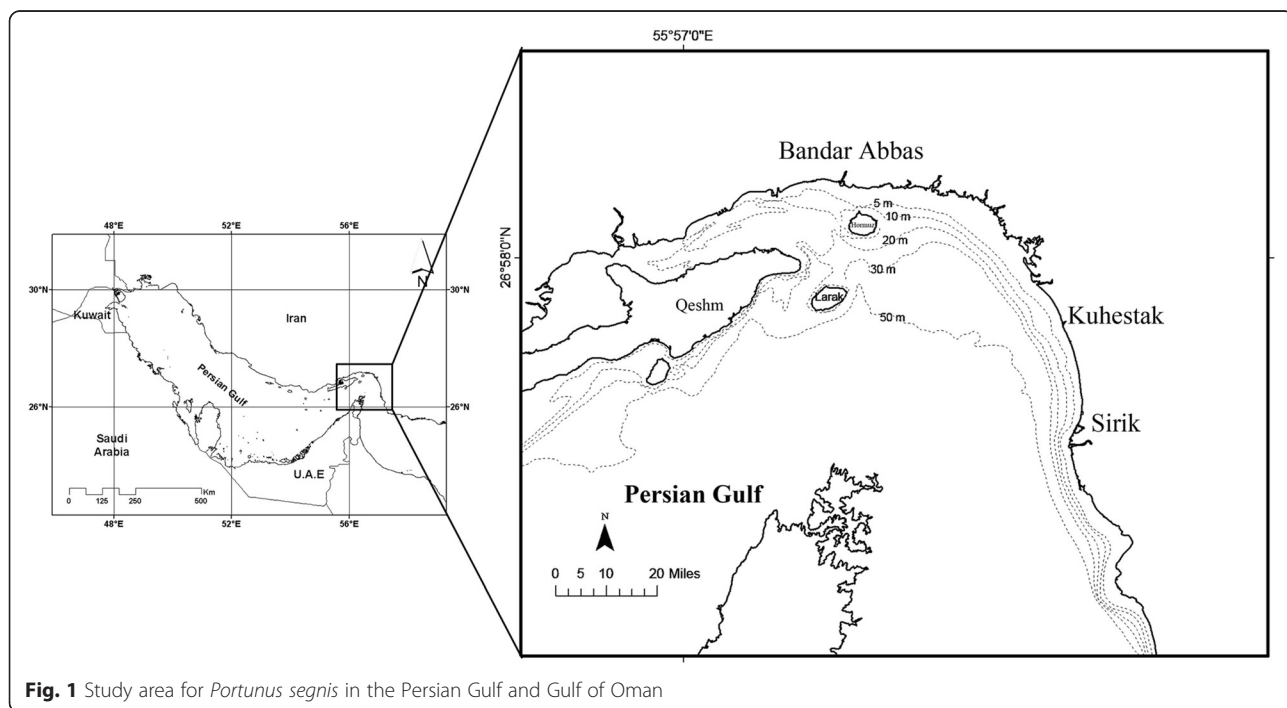 48°E 52°E 56°E
N
30°N 30°N
Kuwait
Iran
Persian Gulf
26°N 26°N
Saudi
Arabia
U.A.E
0 125 250 500 Km
48°E 52°E 56°E
55°57'0"E
Bandar Abbas
5 m
10 m
Hormuz
20 m
26°58'0"N
30 m
Qeshm
Larak
50 m
Kuhestak
Sirik
Persian Gulf
N
0 5 10 20 Miles
Fig. 1 Study area for Portunus segnis in the Persian Gulf and Gulf of Oman